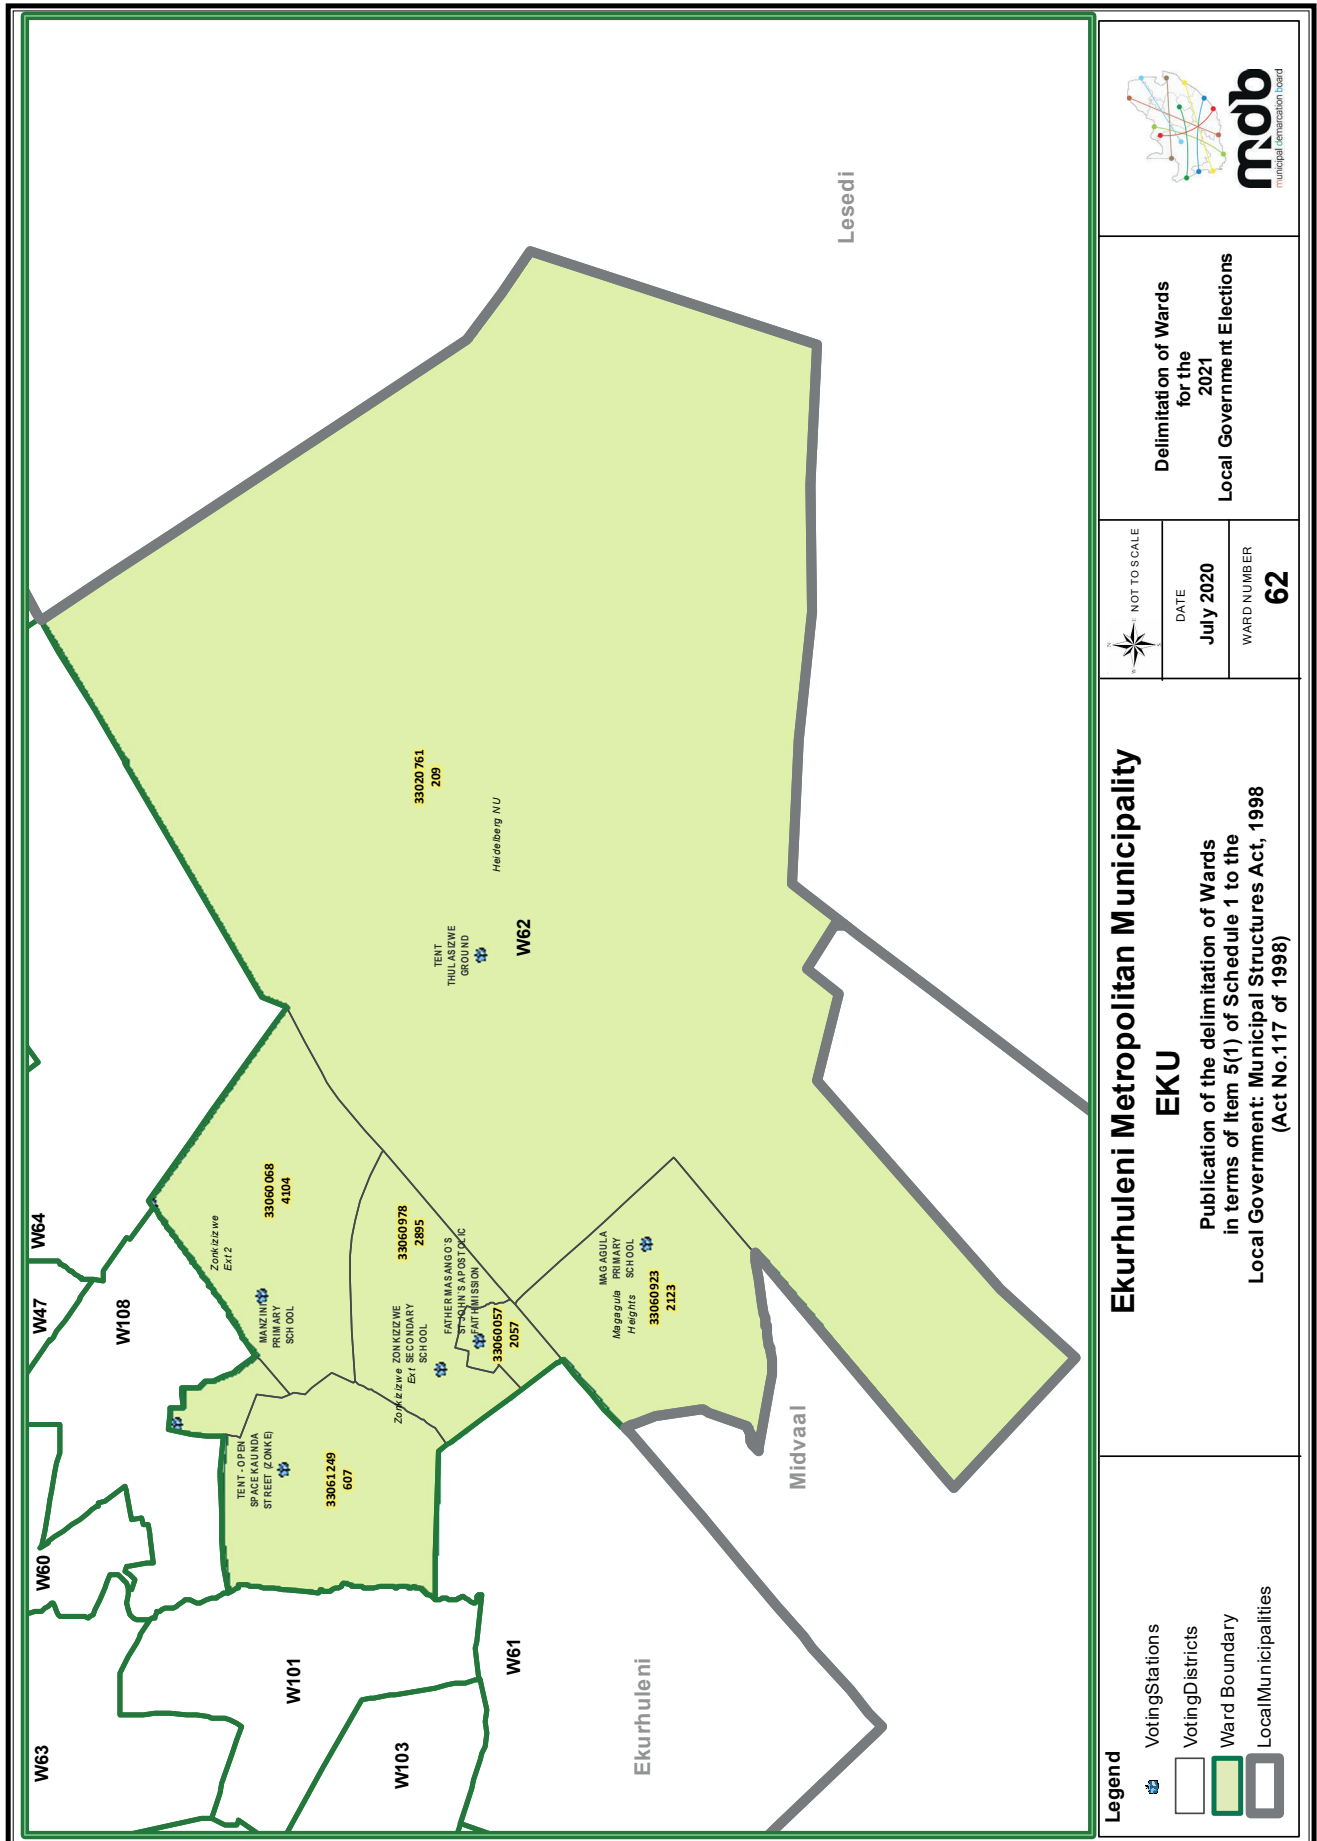 W63
W60
W47
W64
W108
W101
W103
W61
Ekurhuleni
Midvaal
Lesedi
Zonkizizwe
Ext 2
33060068
4104
MANZINI
PRIMARY
SCHOOL
TENT - OPEN
SPACE KAUNDA
STREET (ZONKE)
33061249
607
33060978
2895
Zonkizizwe
Ext
ZONKIZIZWE
SECONDARY
SCHOOL
FATHER MASANGO'S
ST JOHN'S APOSTOLIC
FAITH MISSION
33060057
2057
MAGAGULA
PRIMARY
SCHOOL
Magagula
Heights
33060923
2123
33020761
209
Heidelberg NU
TENT
THULASIZWE
GROUND
W62
Legend
VotingStations
VotingDistricts
Ward Boundary
LocalMunicipalities
Ekurhuleni Metropolitan Municipality
EKU
Publication of the delimitation of Wards
in terms of Item 5(1) of Schedule 1 to the
Local Government: Municipal Structures Act, 1998
(Act No.117 of 1998)
N
E
S
W
NOT TO SCALE
DATE
July 2020
WARD NUMBER
62
Delimitation of Wards
for the
2021
Local Government Elections
mdb
municipal demarcation board